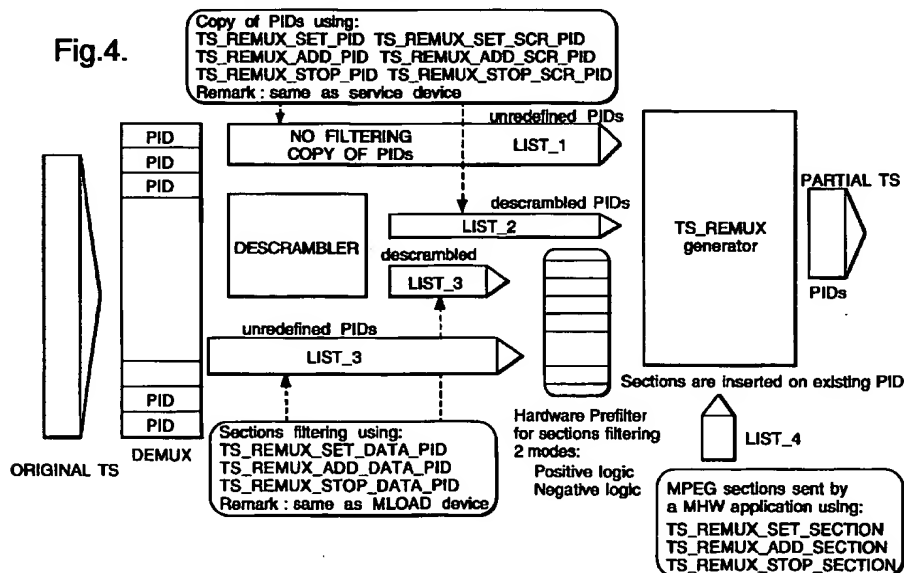 Fig.4.
Copy of PIDs using:
TS_REMUX_SET_PID TS_REMUX_SET_SCR_PID
TS_REMUX_ADD_PID TS_REMUX_ADD_SCR_PID
TS_REMUX_STOP_PID TS_REMUX_STOP_SCR_PID
Remark : same as service device
unredefined PIDs
PID
PID
PID
NO FILTERING
COPY OF PIDs
LIST_1
PARTIAL TS
descrambled PIDs
LIST_2
DESCRAMBLER
TS_REMUX
generator
descrambled
LIST_3
PIDs
unredefined PIDs
LIST_3
Sections are inserted on existing PID
PID
PID
Hardware Prefilter
for sections filtering
2 modes:
Positive logic
Negative logic
LIST_4
ORIGINAL TS
DEMUX
Sections filtering using:
TS_REMUX_SET_DATA_PID
TS_REMUX_ADD_DATA_PID
TS_REMUX_STOP_DATA_PID
Remark : same as MLOAD device
MPEG sections sent by
a MHW application using:
TS_REMUX_SET_SECTION
TS_REMUX_ADD_SECTION
TS_REMUX_STOP_SECTION